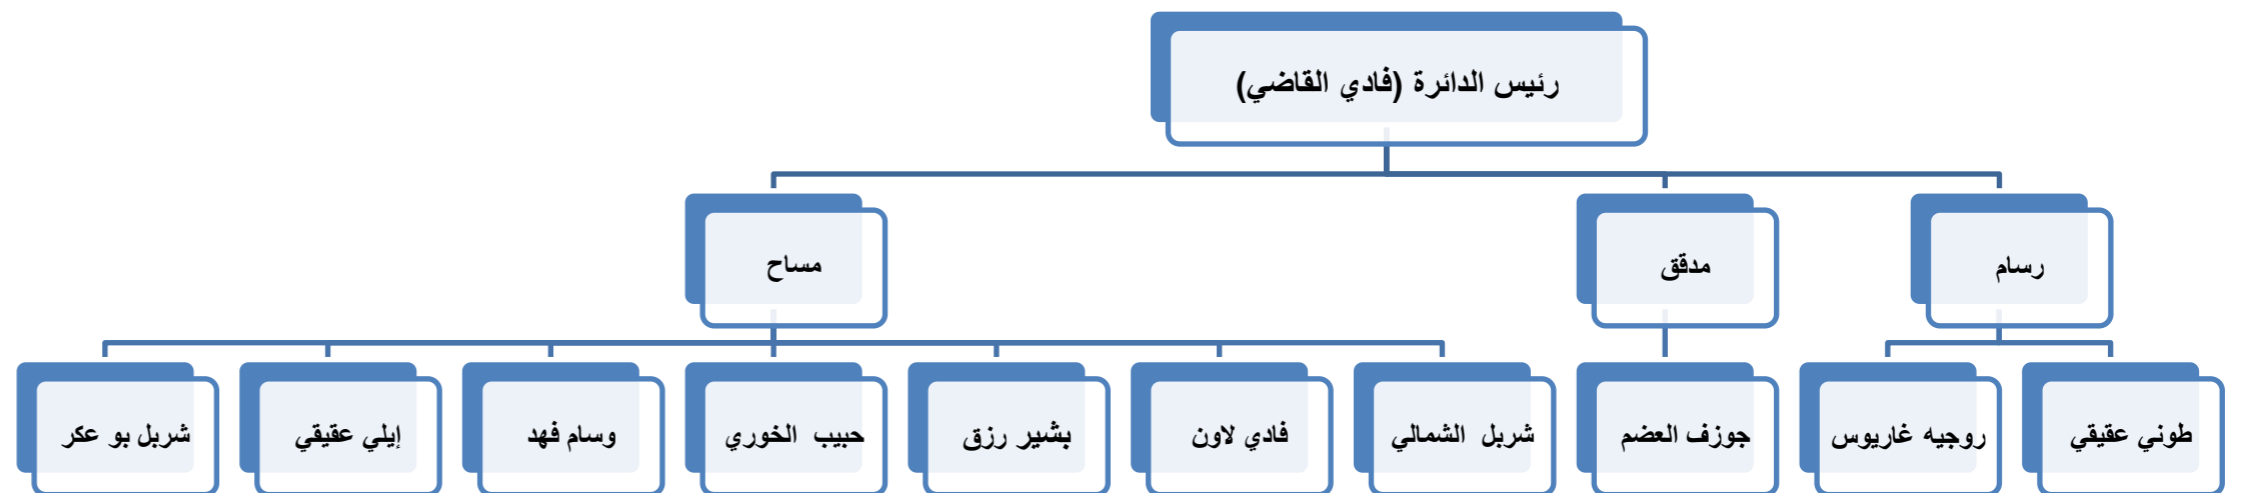 رئيس الدائرة (فادي القاضي)
رسام
مدقق
مساح
طوني عقيقي
روجيه غاريوس
جوزف العضم
شربل الشمالي
فادي لاون
بشير رزق
حبيب الخوري
وسام فهد
إيلي عقيقي
شربل بو عكر